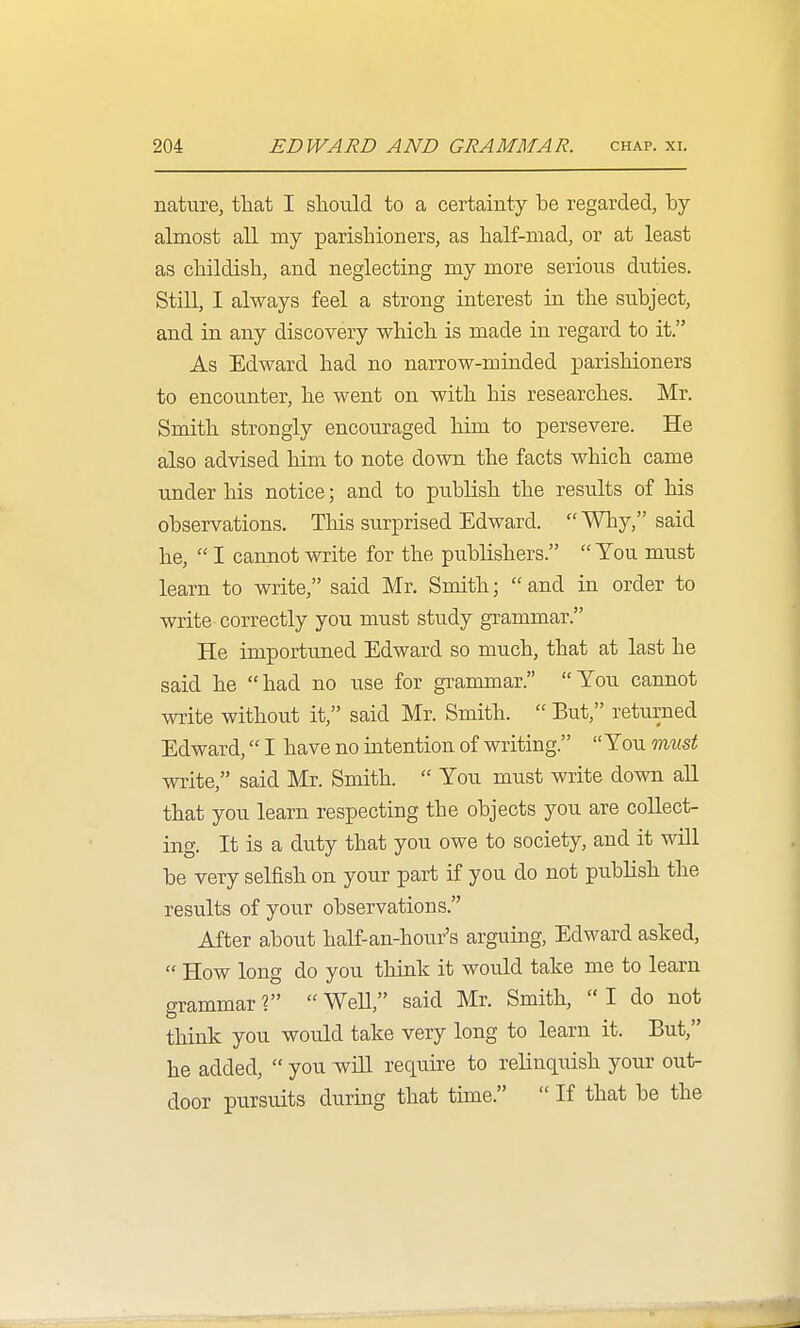 204 EDWARD AND GRAMMAR. CHAP. XI.
nature, that I should to a certainty be regarded, by
almost all my parishioners, as half-mad, or at least
as childish, and neglecting my more serious duties.
Still, I always feel a strong interest in the subject,
and in any discovery which is made in regard to it.”
As Edward had no narrow-minded parishioners
to encounter, he went on with his researches. Mr.
Smith strongly encouraged him to persevere. He
also advised him to note down the facts which came
under his notice; and to publish the results of his
observations. This surprised Edward. “Why,” said
he, “I cannot write for the publishers.” “You must
learn to write,” said Mr. Smith; “and in order to
write correctly you must study grammar.”
He importuned Edward so much, that at last he
said he “had no use for grammar.” “You cannot
write without it,” said Mr. Smith. “But,” returned
Edward, “I have no intention of writing.” “You must
write,” said Mr. Smith. “You must write down all
that you learn respecting the objects you are collect-
ing. It is a duty that you owe to society, and it will
be very selfish on your part if you do not publish the
results of your observations.”
After about half-an-hour’s arguing, Edward asked,
“How long do you think it would take me to learn
grammar?” “Well,” said Mr. Smith, “I do not
think you would take very long to learn it. But,”
he added, “you will require to relinquish your out-
door pursuits during that time.” “If that be the